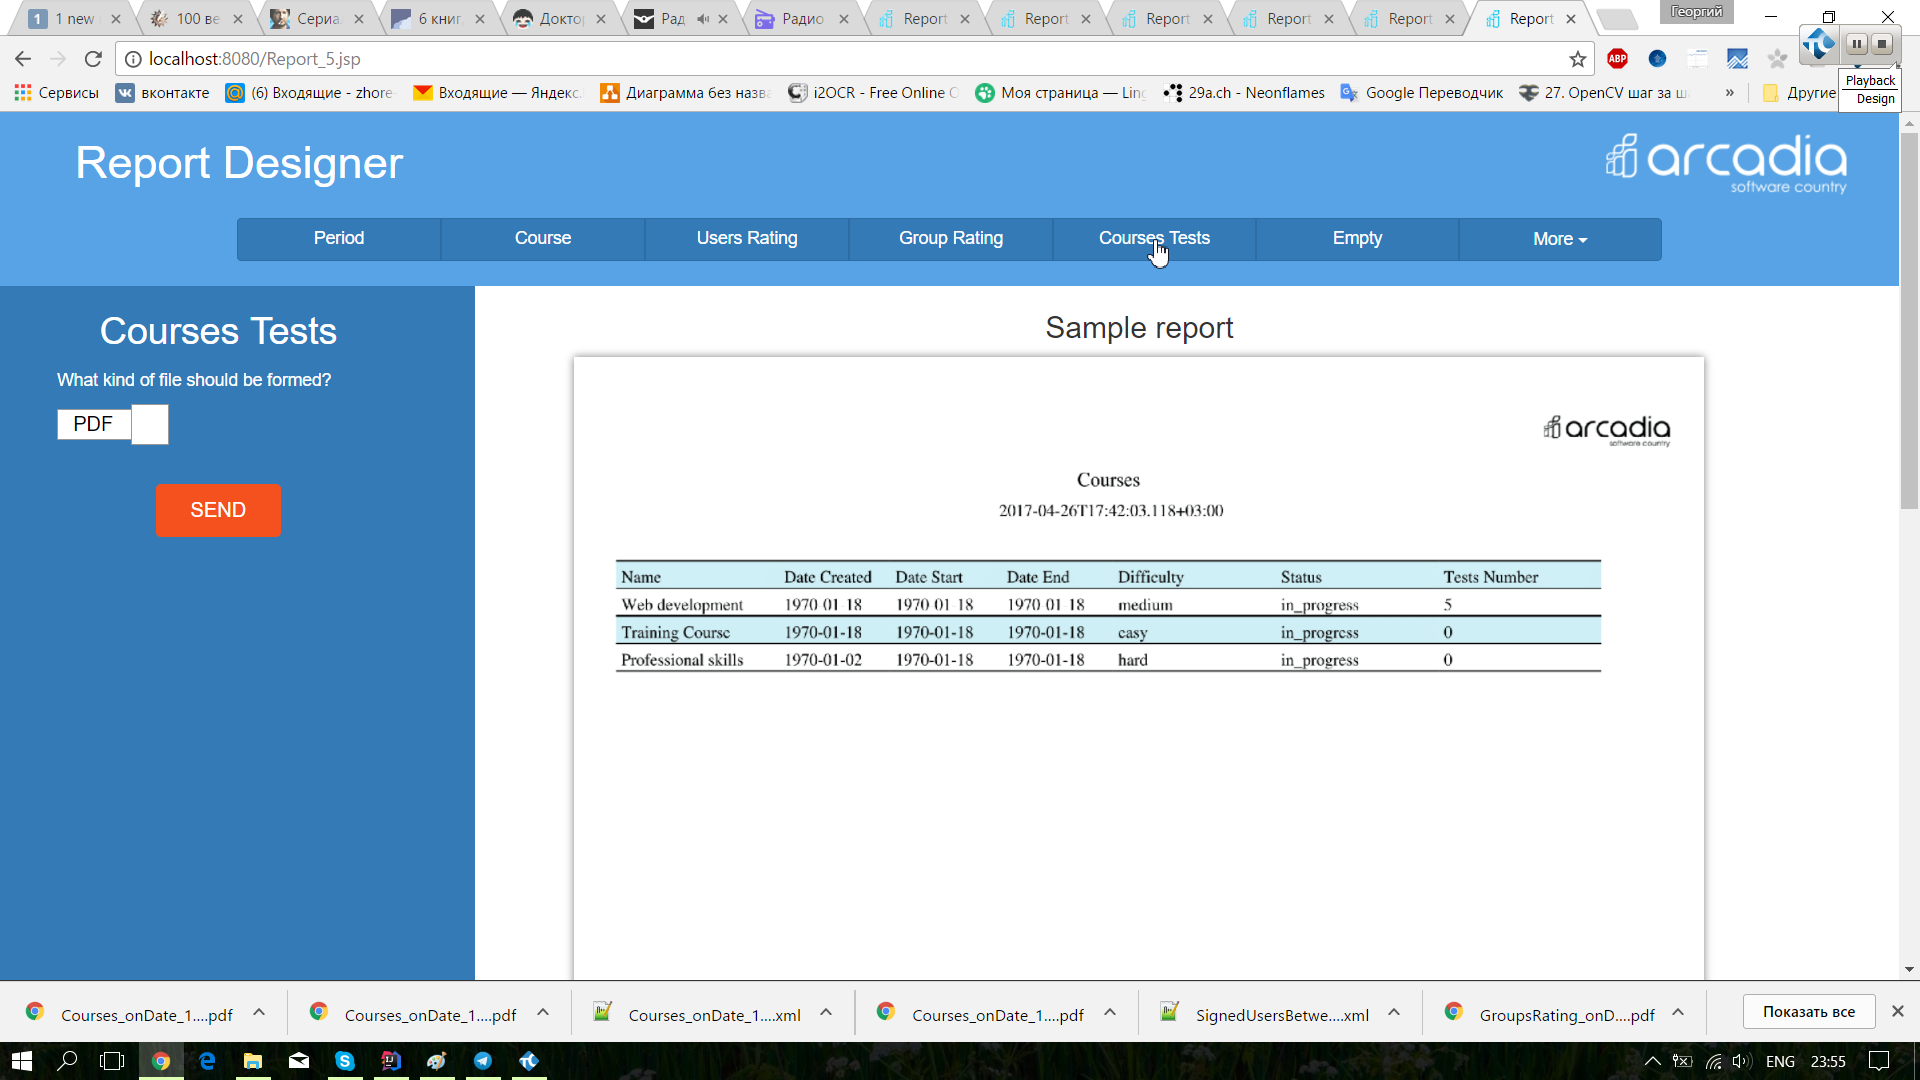 1 new
100 ве
Сериа
6 книг
Доктор
Рад
Радио
Report
Report
Report
Report
Report
Report
Георгий
localhost:8080/Report_5.jsp
ABP
Playback
Design
Сервисы
вконтакте
(6) Входящие - zhore
Входящие — Яндекс.
Диаграмма без назва
i2OCR - Free Online
Моя страница — Lin
29a.ch - Neonflames
Google Переводчик
27. OpenCV шаг за ш
»
Другие
Report Designer
arcadia
software country
Period Course Users Rating Group Rating Courses Tests Empty More
Courses Tests
What kind of file should be formed?
PDF
SEND
Sample report
arcadia
software country
Courses
2017-04-26T17:42:03.118+03:00
Name Date Created Date Start Date End Difficulty Status Tests Number
Web development 1970-01-18 1970-01-18 1970-01-18 medium in_progress 5
Training Course 1970-01-18 1970-01-18 1970-01-18 easy in_progress 0
Professional skills 1970-01-02 1970-01-18 1970-01-18 hard in_progress 0
Courses_onDate_1....pdf
Courses_onDate_1....pdf
Courses_onDate_1....xml
Courses_onDate_1....pdf
SignedUsersBetwe....xml
GroupsRating_onD....pdf
Показать все
ENG 23:55